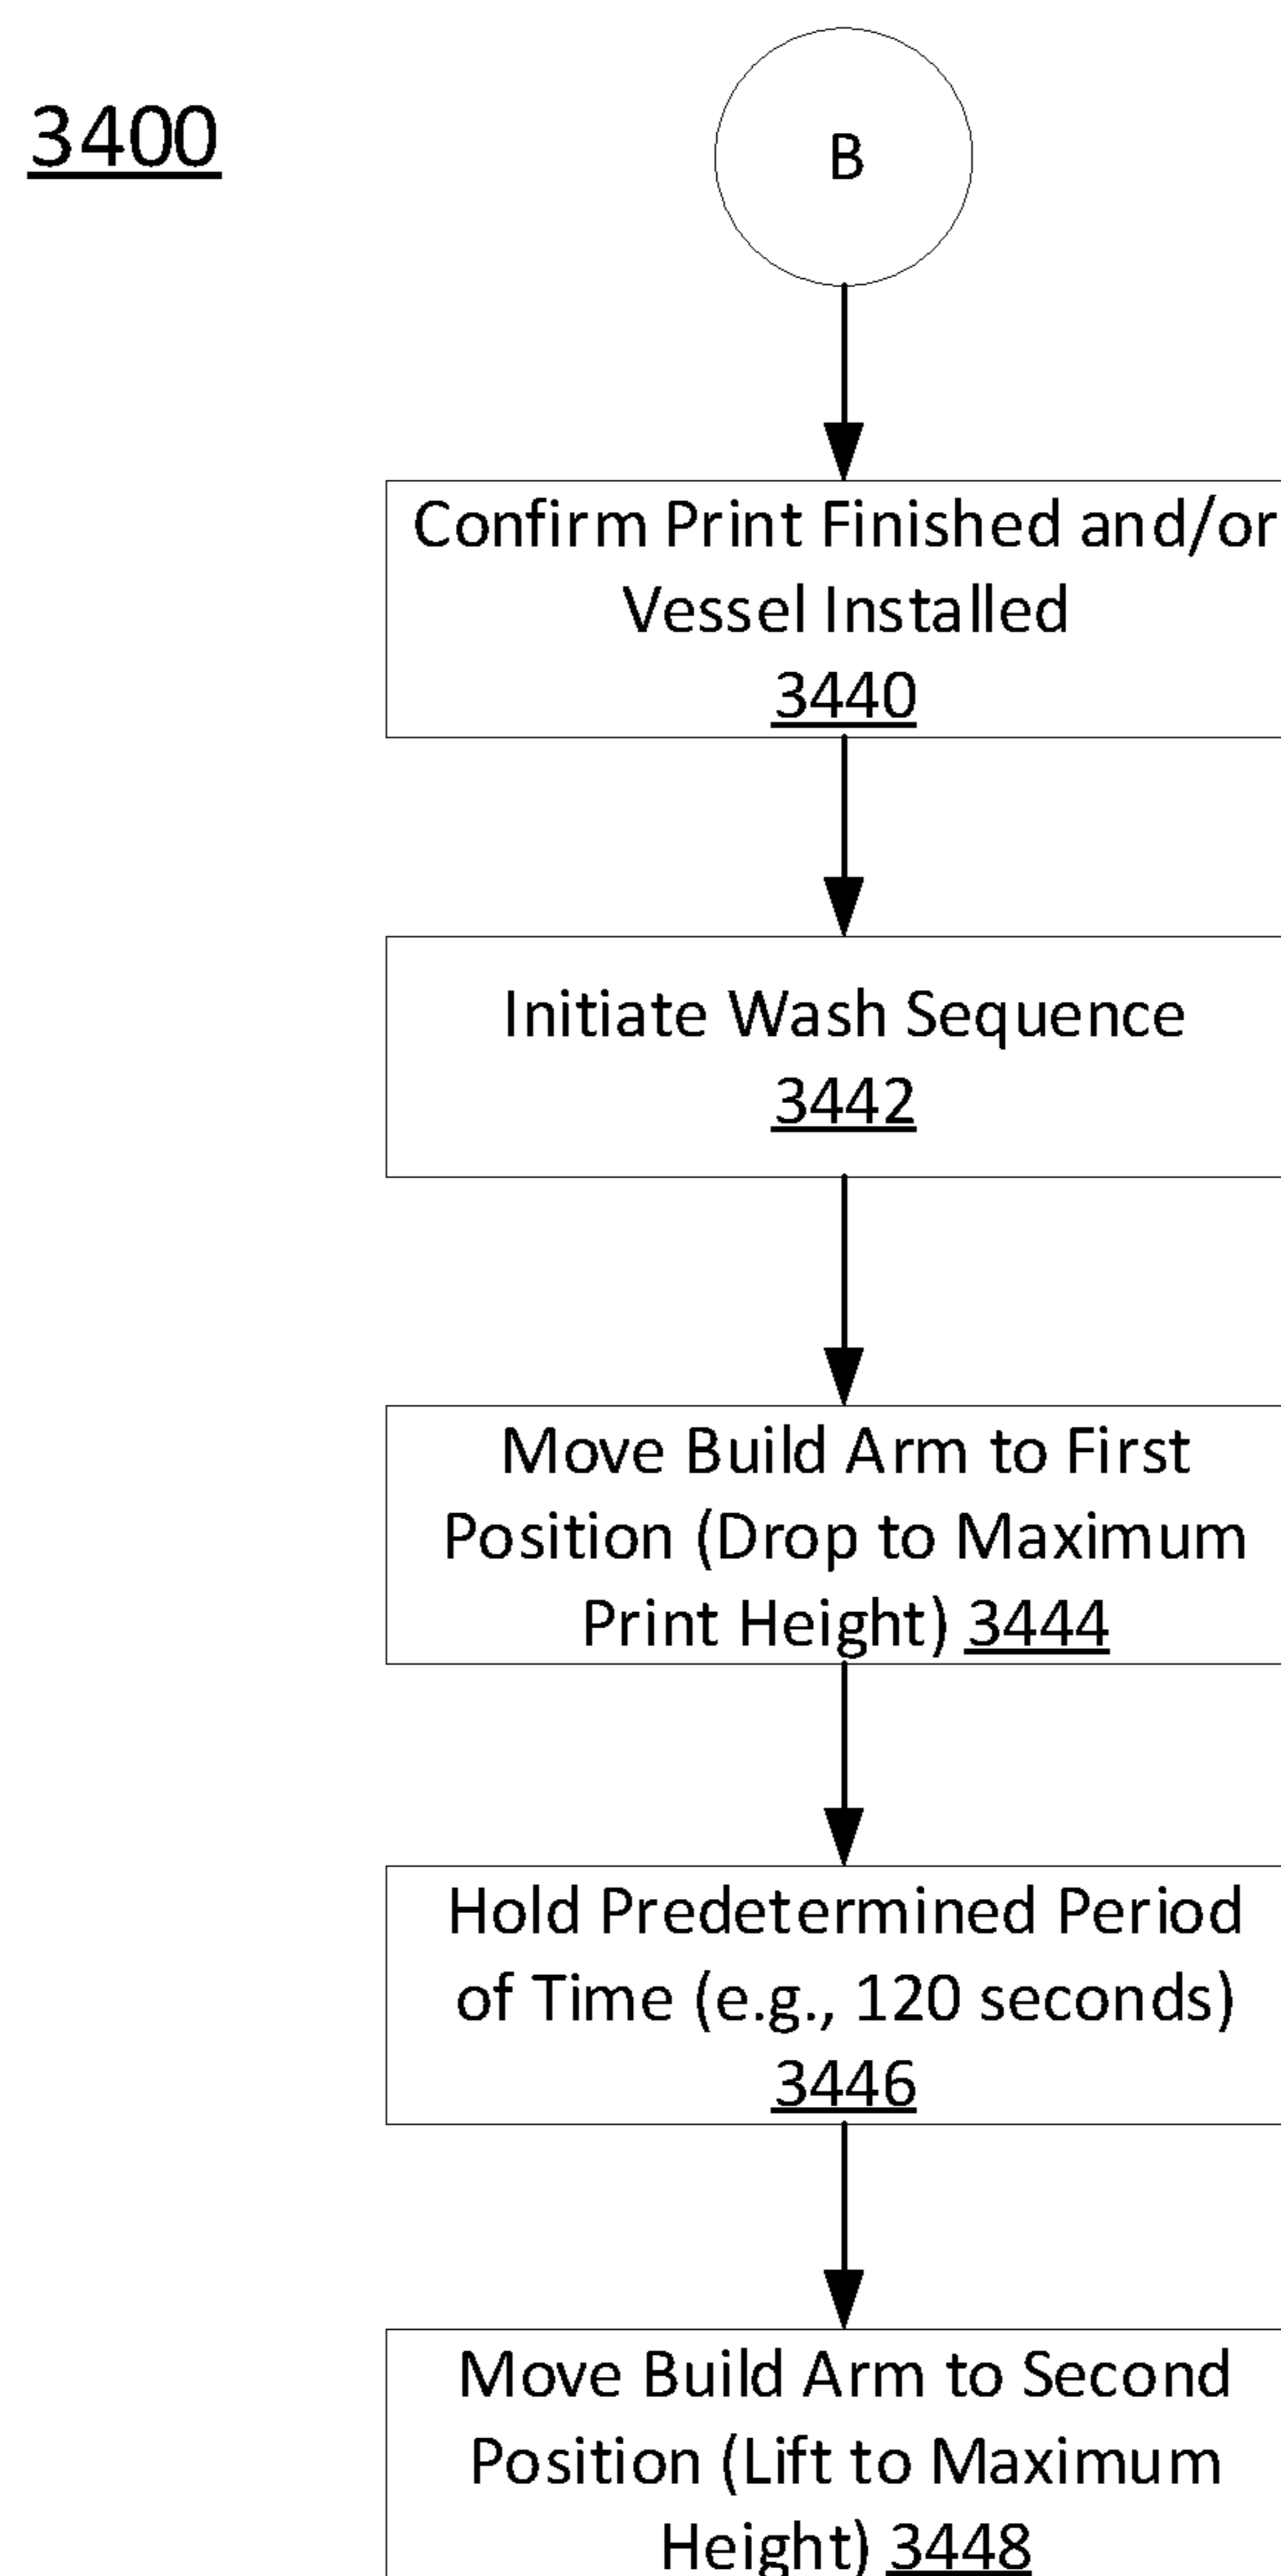 3400
B
Confirm Print Finished and/or
Vessel Installed
3440
Initiate Wash Sequence
3442
Move Build Arm to First
Position (Drop to Maximum
Print Height) 3444
Hold Predetermined Period
of Time (e.g., 120 seconds)
3446
Move Build Arm to Second
Position (Lift to Maximum
Height) 3448